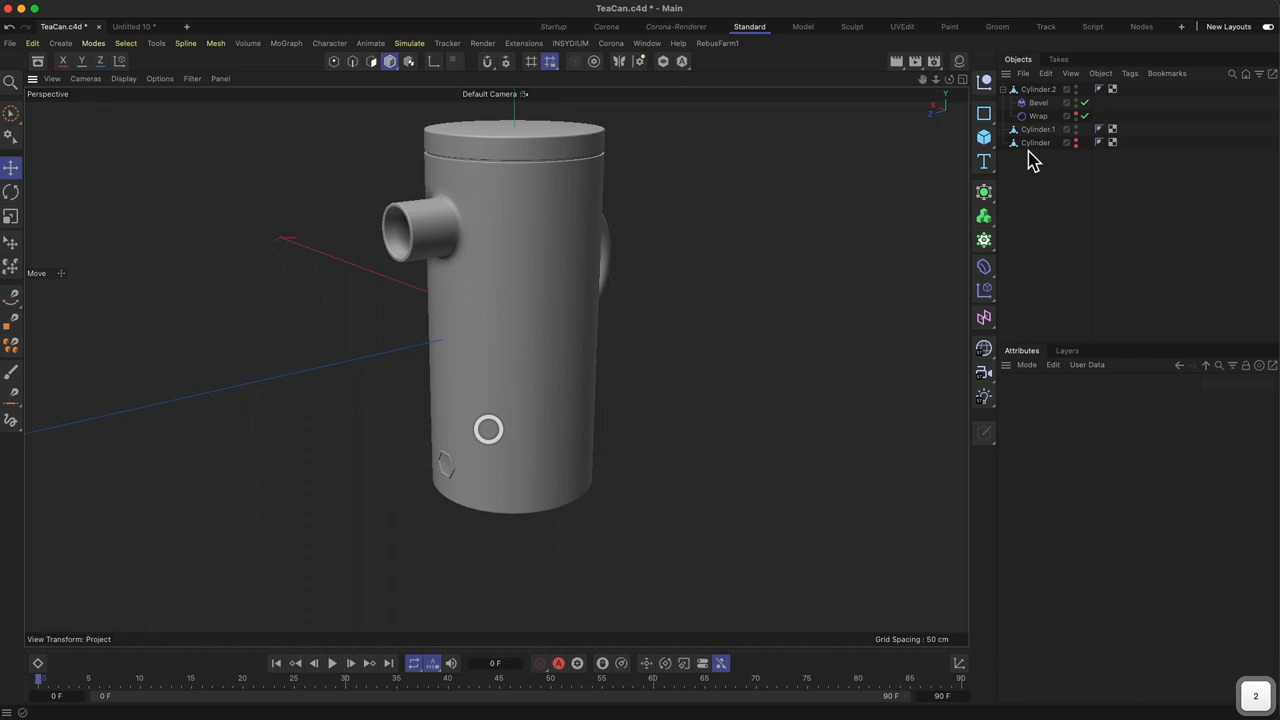 TeaCan.c4d * - Main
TeaCan.c4d * × Untitled 10 * Startup Corona Corona-Renderer Standard Model Sculpt UVEdit Paint Groom Track Script Nodes + New Layouts
File Edit Create Modes Select Tools Spline Mesh Volume MoGraph Character Animate Simulate Tracker Render Extensions INSYDIUM Corona Window Help RebusFarm1
X Y Z
Objects Takes
View Cameras Display Options Filter Panel
File Edit View Object Tags Bookmarks
Perspective
Default Camera
Y
X
Z
Cylinder.2
Bevel
Wrap
Cylinder.1
Cylinder
Move
Attributes Layers
Mode Edit User Data
View Transform: Project
Grid Spacing : 50 cm
0 F
0 5 10 15 20 25 30 35 40 45 50 55 60 65 70 75 80 85 90
0 F 0 F 90 F 90 F
2